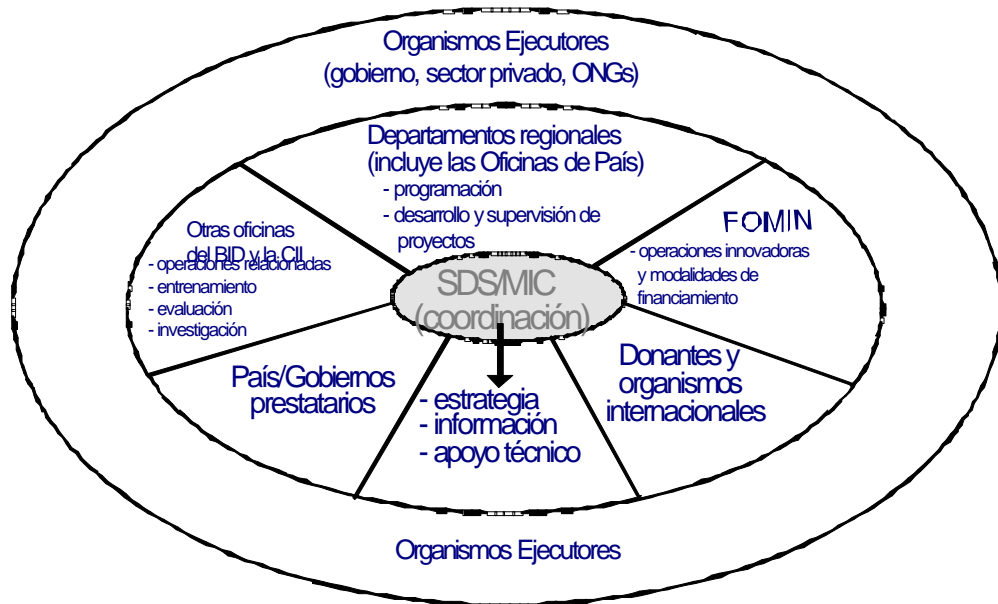 Organismos Ejecutores
(gobierno, sector privado, ONGs)
Departamentos regionales
(incluye las Oficinas de País)
- programación
- desarrollo y supervisión de
proyectos
Otras oficinas
del BID y la CII
- operaciones relacionadas
- entrenamiento
- evaluación
- investigación
FOMIN
- operaciones innovadoras
y modalidades de
financiamiento
SDS/MIC
(coordinación)
País/Gobiernos
prestatarios
- estrategia
- información
- apoyo técnico
Donantes y
organismos
internacionales
Organismos Ejecutores